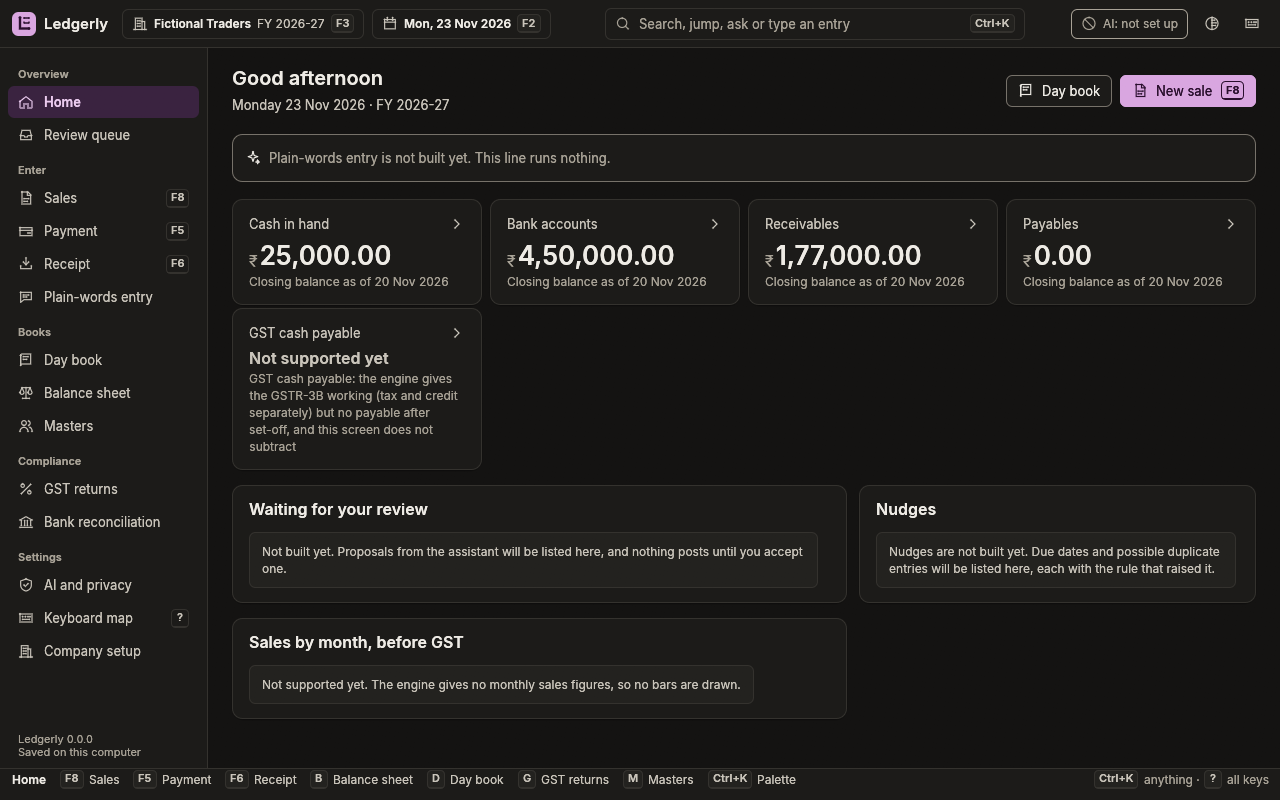 Ledgerly
Fictional Traders FY 2026-27 F3
Mon, 23 Nov 2026 F2
Search, jump, ask or type an entry Ctrl+K
AI: not set up
Overview
Home
Review queue
Enter
Sales F8
Payment F5
Receipt F6
Plain-words entry
Books
Day book
Balance sheet
Masters
Compliance
GST returns
Bank reconciliation
Settings
AI and privacy
Keyboard map ?
Company setup
Ledgerly 0.0.0
Saved on this computer
Good afternoon
Monday 23 Nov 2026 · FY 2026-27
Day book
New sale F8
Plain-words entry is not built yet. This line runs nothing.
Cash in hand
₹25,000.00
Closing balance as of 20 Nov 2026
Bank accounts
₹4,50,000.00
Closing balance as of 20 Nov 2026
Receivables
₹1,77,000.00
Closing balance as of 20 Nov 2026
Payables
₹0.00
Closing balance as of 20 Nov 2026
GST cash payable
Not supported yet
GST cash payable: the engine gives
the GSTR-3B working (tax and credit
separately) but no payable after
set-off, and this screen does not
subtract
Waiting for your review
Not built yet. Proposals from the assistant will be listed here, and nothing posts until you accept
one.
Nudges
Nudges are not built yet. Due dates and possible duplicate
entries will be listed here, each with the rule that raised it.
Sales by month, before GST
Not supported yet. The engine gives no monthly sales figures, so no bars are drawn.
Home F8 Sales F5 Payment F6 Receipt B Balance sheet D Day book G GST returns M Masters Ctrl+K Palette
Ctrl+K anything · ? all keys